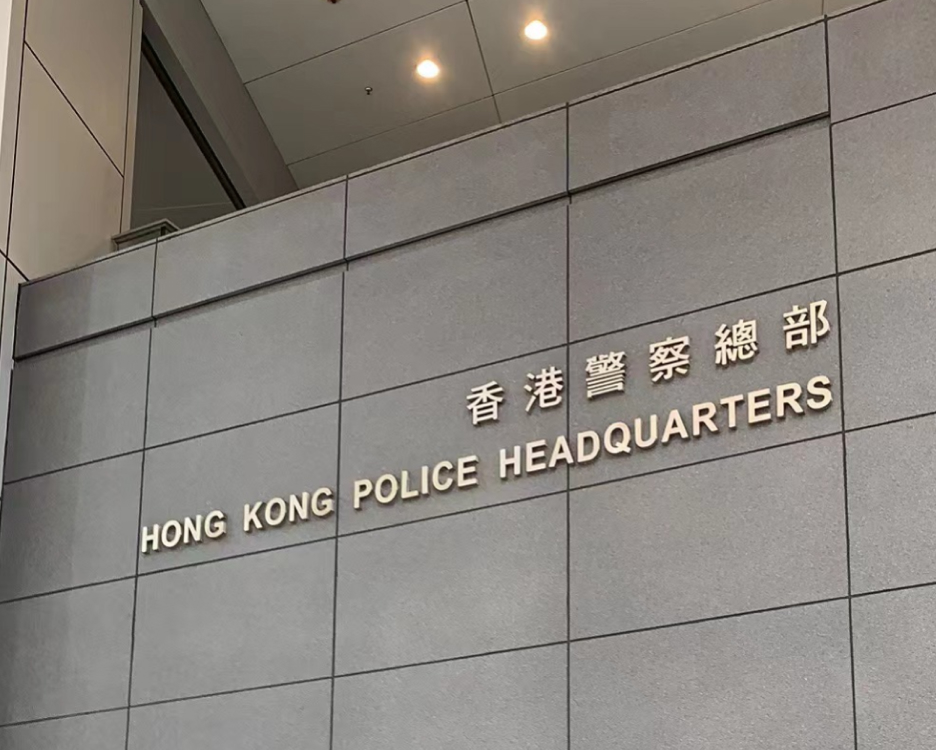 香港警察總部
HONG KONG POLICE HEADQUARTERS